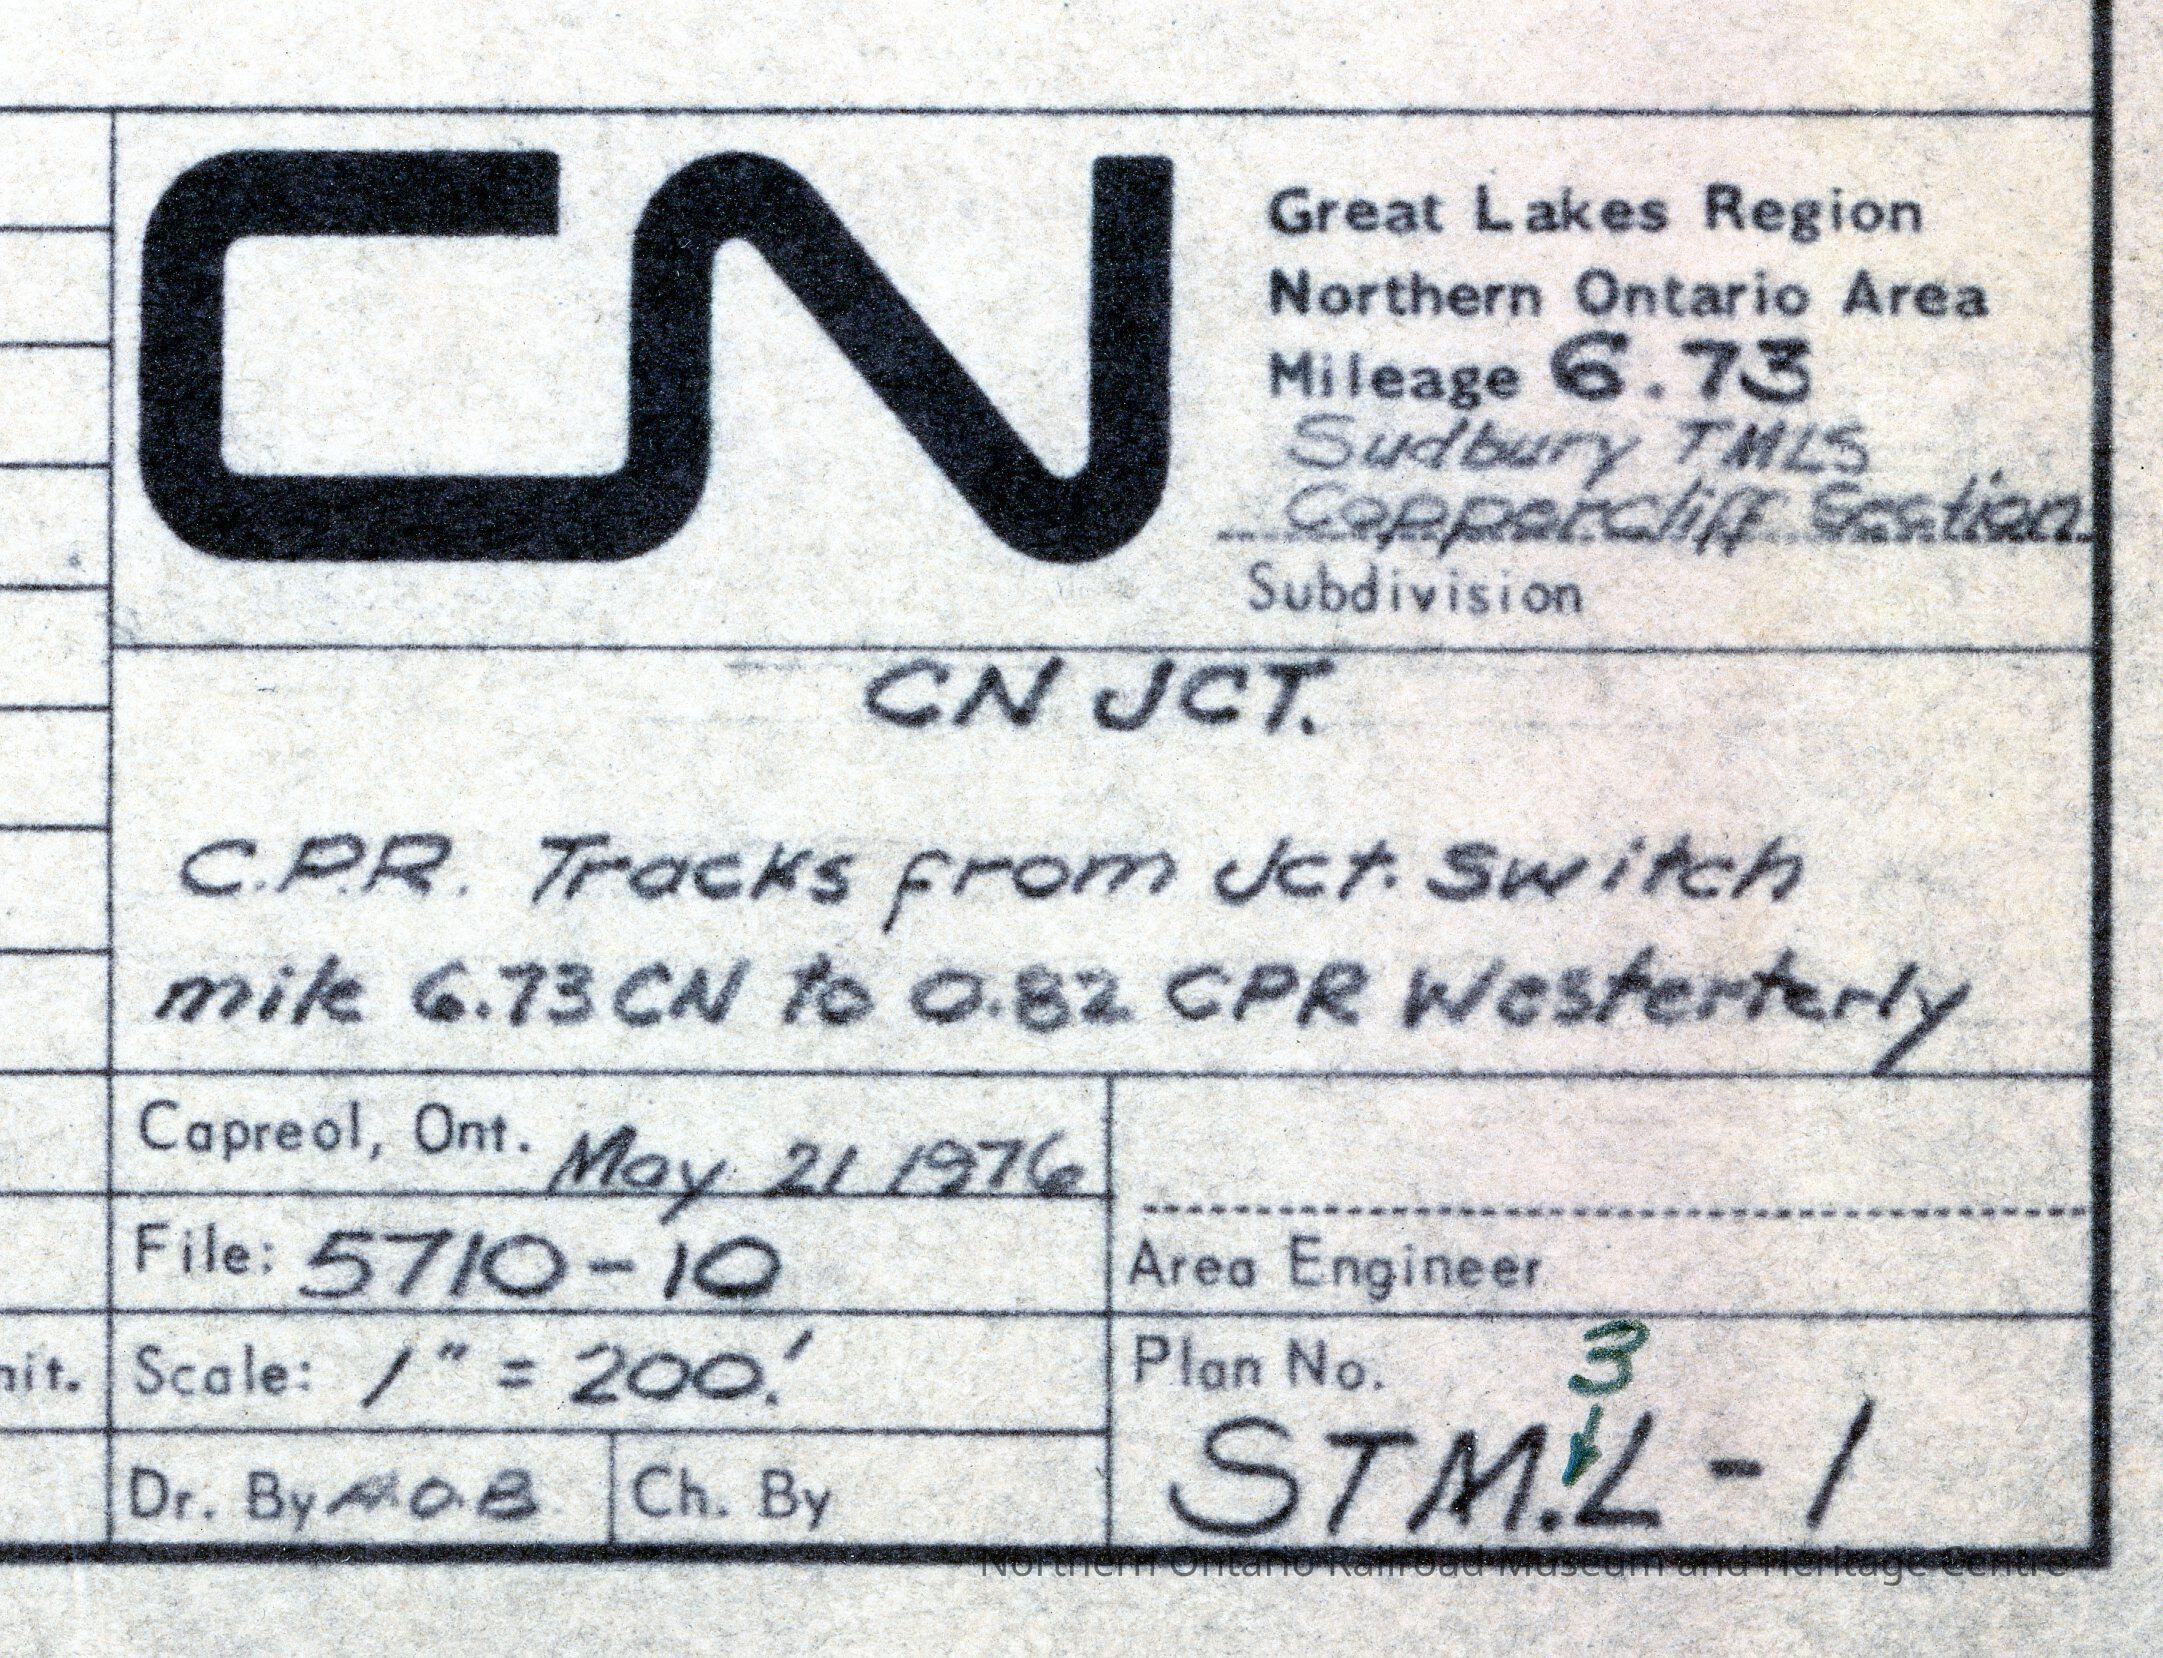 CN
Great Lakes Region
Northern Ontario Area
Mileage 6.73
Sudbury TMLS
Coppercliff Section
Subdivision
CN JCT.
C.P.R. Tracks from Jct. Switch
mile 6.73 CN to 0.82 CPR Westerterly
Capreol, Ont. May 21 1976
File: 5710-10
Area Engineer
nit.
Scale: 1" = 200.'
Plan No.
3
STM.L-1
Dr. By A.O.B
Ch. By
Northern Ontario Railroad Museum and Heritage Centre